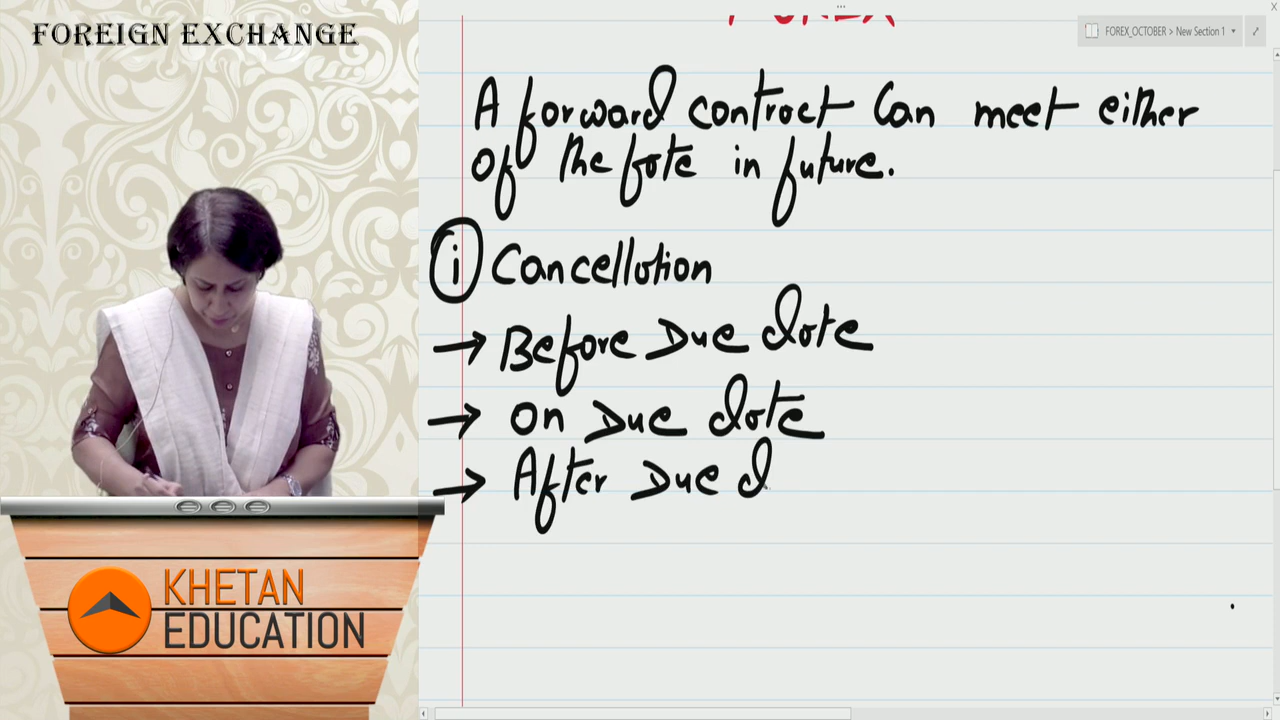 FOREIGN EXCHANGE
FOREX
FOREX_OCTOBER > New Section 1
A forward contract can meet either
of the fate in future.
i Cancellation
→ Before Due date
→ On Due date
→ After Due d
KHETAN
EDUCATION